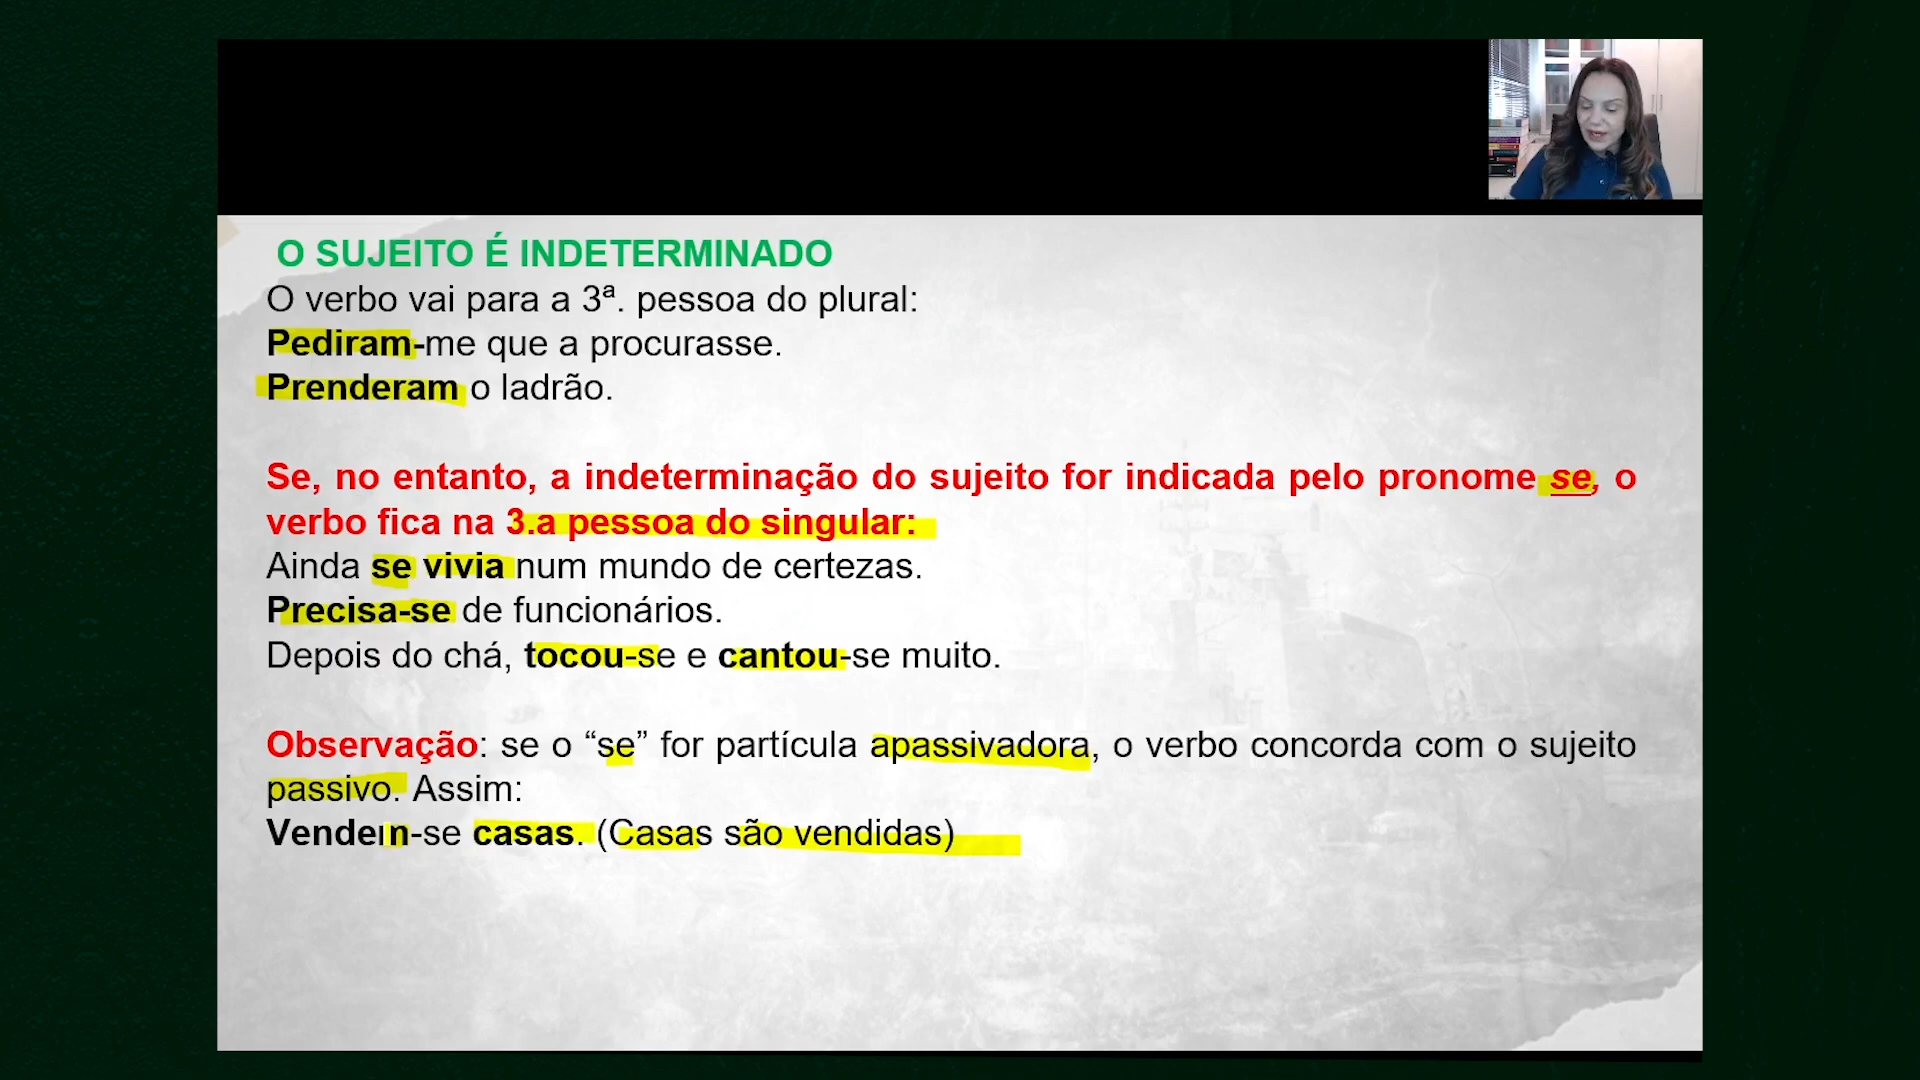 O SUJEITO É INDETERMINADO
O verbo vai para a 3ª. pessoa do plural:
Pediram-me que a procurasse.
Prenderam o ladrão.
Se, no entanto, a indeterminação do sujeito for indicada pelo pronome se, o
verbo fica na 3.a pessoa do singular:
Ainda se vivia num mundo de certezas.
Precisa-se de funcionários.
Depois do chá, tocou-se e cantou-se muito.
Observação: se o “se” for partícula apassivadora, o verbo concorda com o sujeito
passivo. Assim:
Vendem-se casas. (Casas são vendidas)